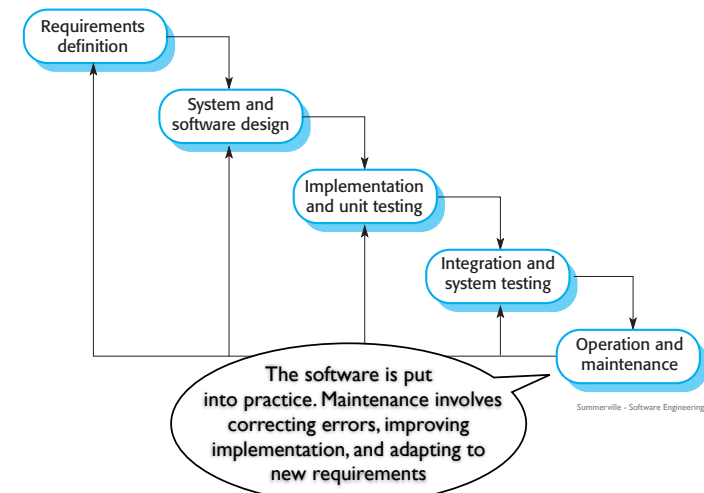 Requirements
definition
System and
software design
Implementation
and unit testing
Integration and
system testing
Operation and
maintenance
The software is put
into practice. Maintenance involves
correcting errors, improving
implementation, and adapting to
new requirements
Summerville - Software Engineering